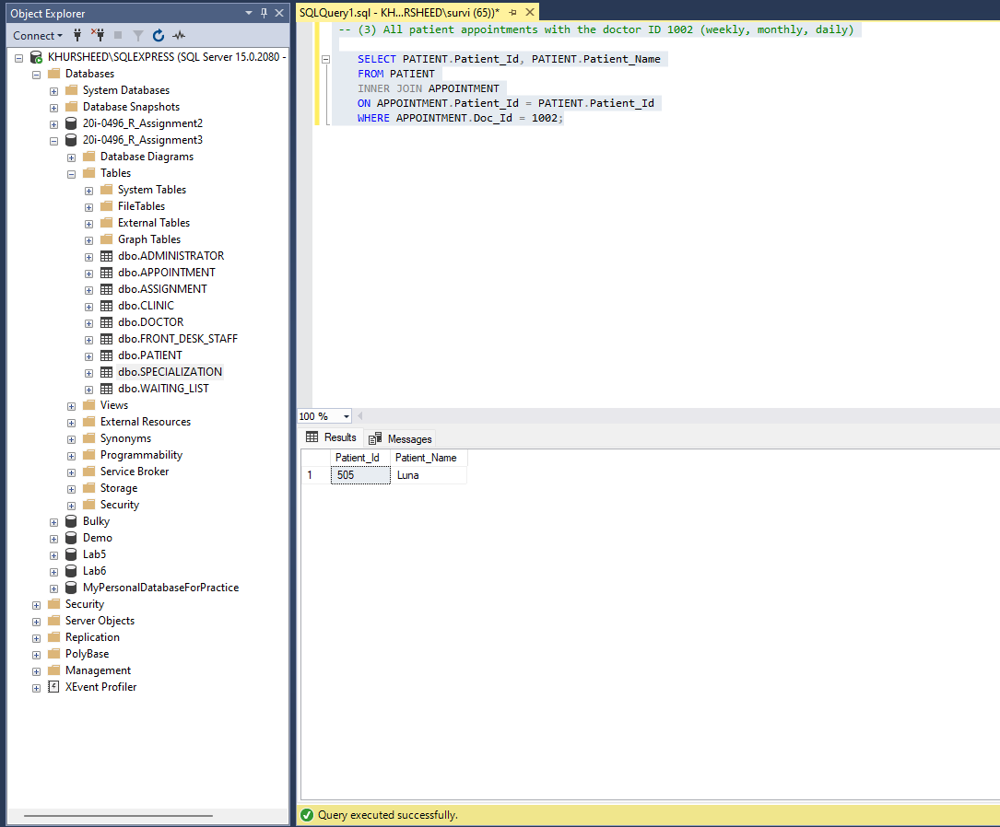 Object Explorer
Connect
KHURSHEED\SQLEXPRESS (SQL Server 15.0.2080 -
Databases
System Databases
Database Snapshots
20i-0496_R_Assignment2
20i-0496_R_Assignment3
Database Diagrams
Tables
System Tables
FileTables
External Tables
Graph Tables
dbo.ADMINISTRATOR
dbo.APPOINTMENT
dbo.ASSIGNMENT
dbo.CLINIC
dbo.DOCTOR
dbo.FRONT_DESK_STAFF
dbo.PATIENT
dbo.SPECIALIZATION
dbo.WAITING_LIST
Views
External Resources
Synonyms
Programmability
Service Broker
Storage
Security
Bulky
Demo
Lab5
Lab6
MyPersonalDatabaseForPractice
Security
Server Objects
Replication
PolyBase
Management
XEvent Profiler
SQLQuery1.sql - KH...RSHEED\survi (65))*
-- (3) All patient appointments with the doctor ID 1002 (weekly, monthly, daily)
SELECT PATIENT.Patient_Id, PATIENT.Patient_Name
FROM PATIENT
INNER JOIN APPOINTMENT
ON APPOINTMENT.Patient_Id = PATIENT.Patient_Id
WHERE APPOINTMENT.Doc_Id = 1002;
100 %
Results Messages
Patient_Id Patient_Name
1 505 Luna
Query executed successfully.